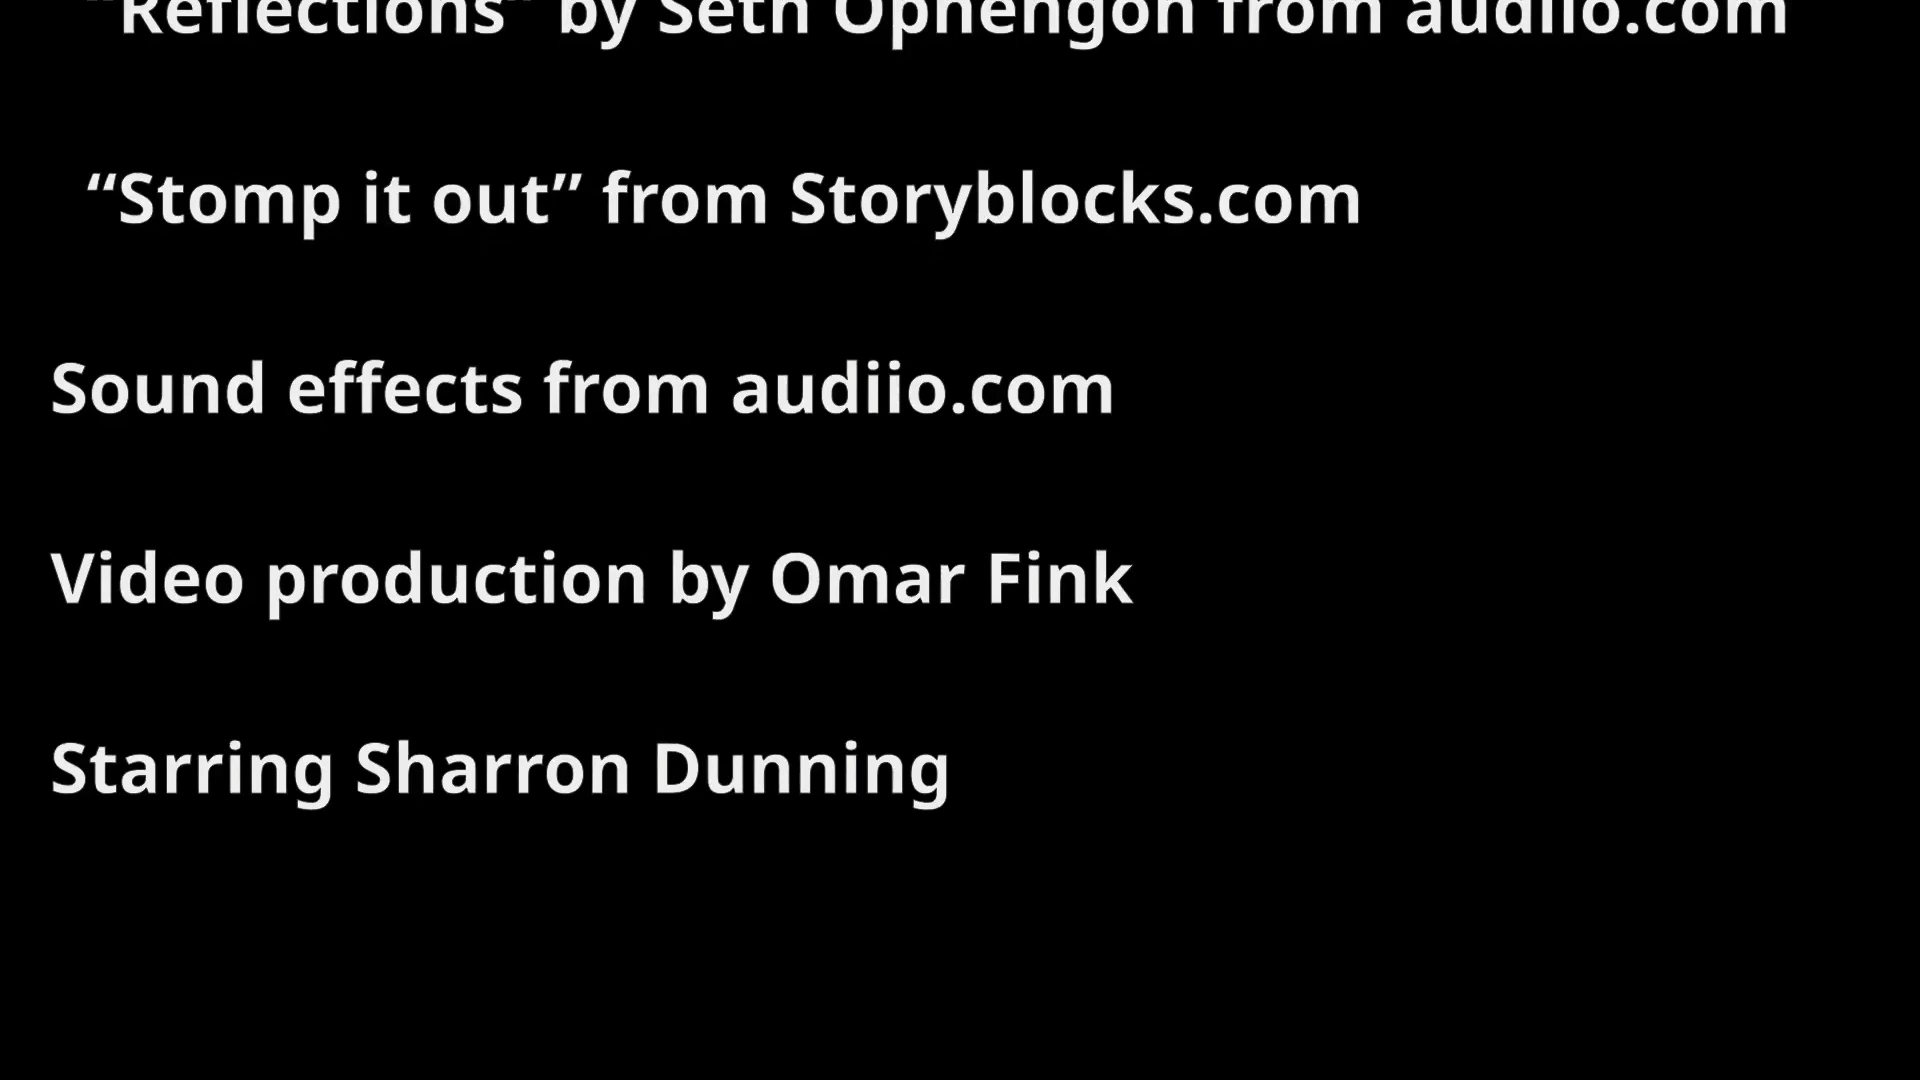 “Reflections” by Seth Ophengon from audiio.com
“Stomp it out” from Storyblocks.com
Sound effects from audiio.com
Video production by Omar Fink
Starring Sharron Dunning